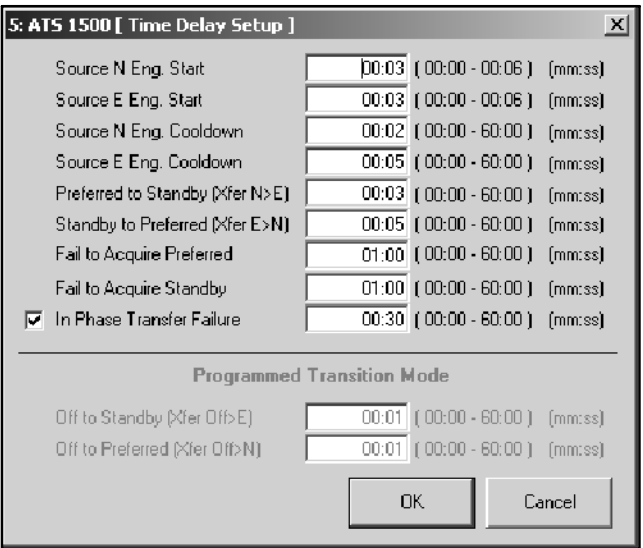 5: ATS 1500 [ Time Delay Setup ]
Source N Eng. Start 00:03 ( 00:00 - 00:06 ) (mm:ss)
Source E Eng. Start 00:03 ( 00:00 - 00:06 ) (mm:ss)
Source N Eng. Cooldown 00:02 ( 00:00 - 60:00 ) (mm:ss)
Source E Eng. Cooldown 00:05 ( 00:00 - 60:00 ) (mm:ss)
Preferred to Standby (Xfer N>E) 00:03 ( 00:00 - 60:00 ) (mm:ss)
Standby to Preferred (Xfer E>N) 00:05 ( 00:00 - 60:00 ) (mm:ss)
Fail to Acquire Preferred 01:00 ( 00:00 - 60:00 ) (mm:ss)
Fail to Acquire Standby 01:00 ( 00:00 - 60:00 ) (mm:ss)
In Phase Transfer Failure 00:30 ( 00:00 - 60:00 ) (mm:ss)
Programmed Transition Mode
Off to Standby (Xfer Off>E) 00:01 ( 00:00 - 60:00 ) (mm:ss)
Off to Preferred (Xfer Off>N) 00:01 ( 00:00 - 60:00 ) (mm:ss)
OK Cancel